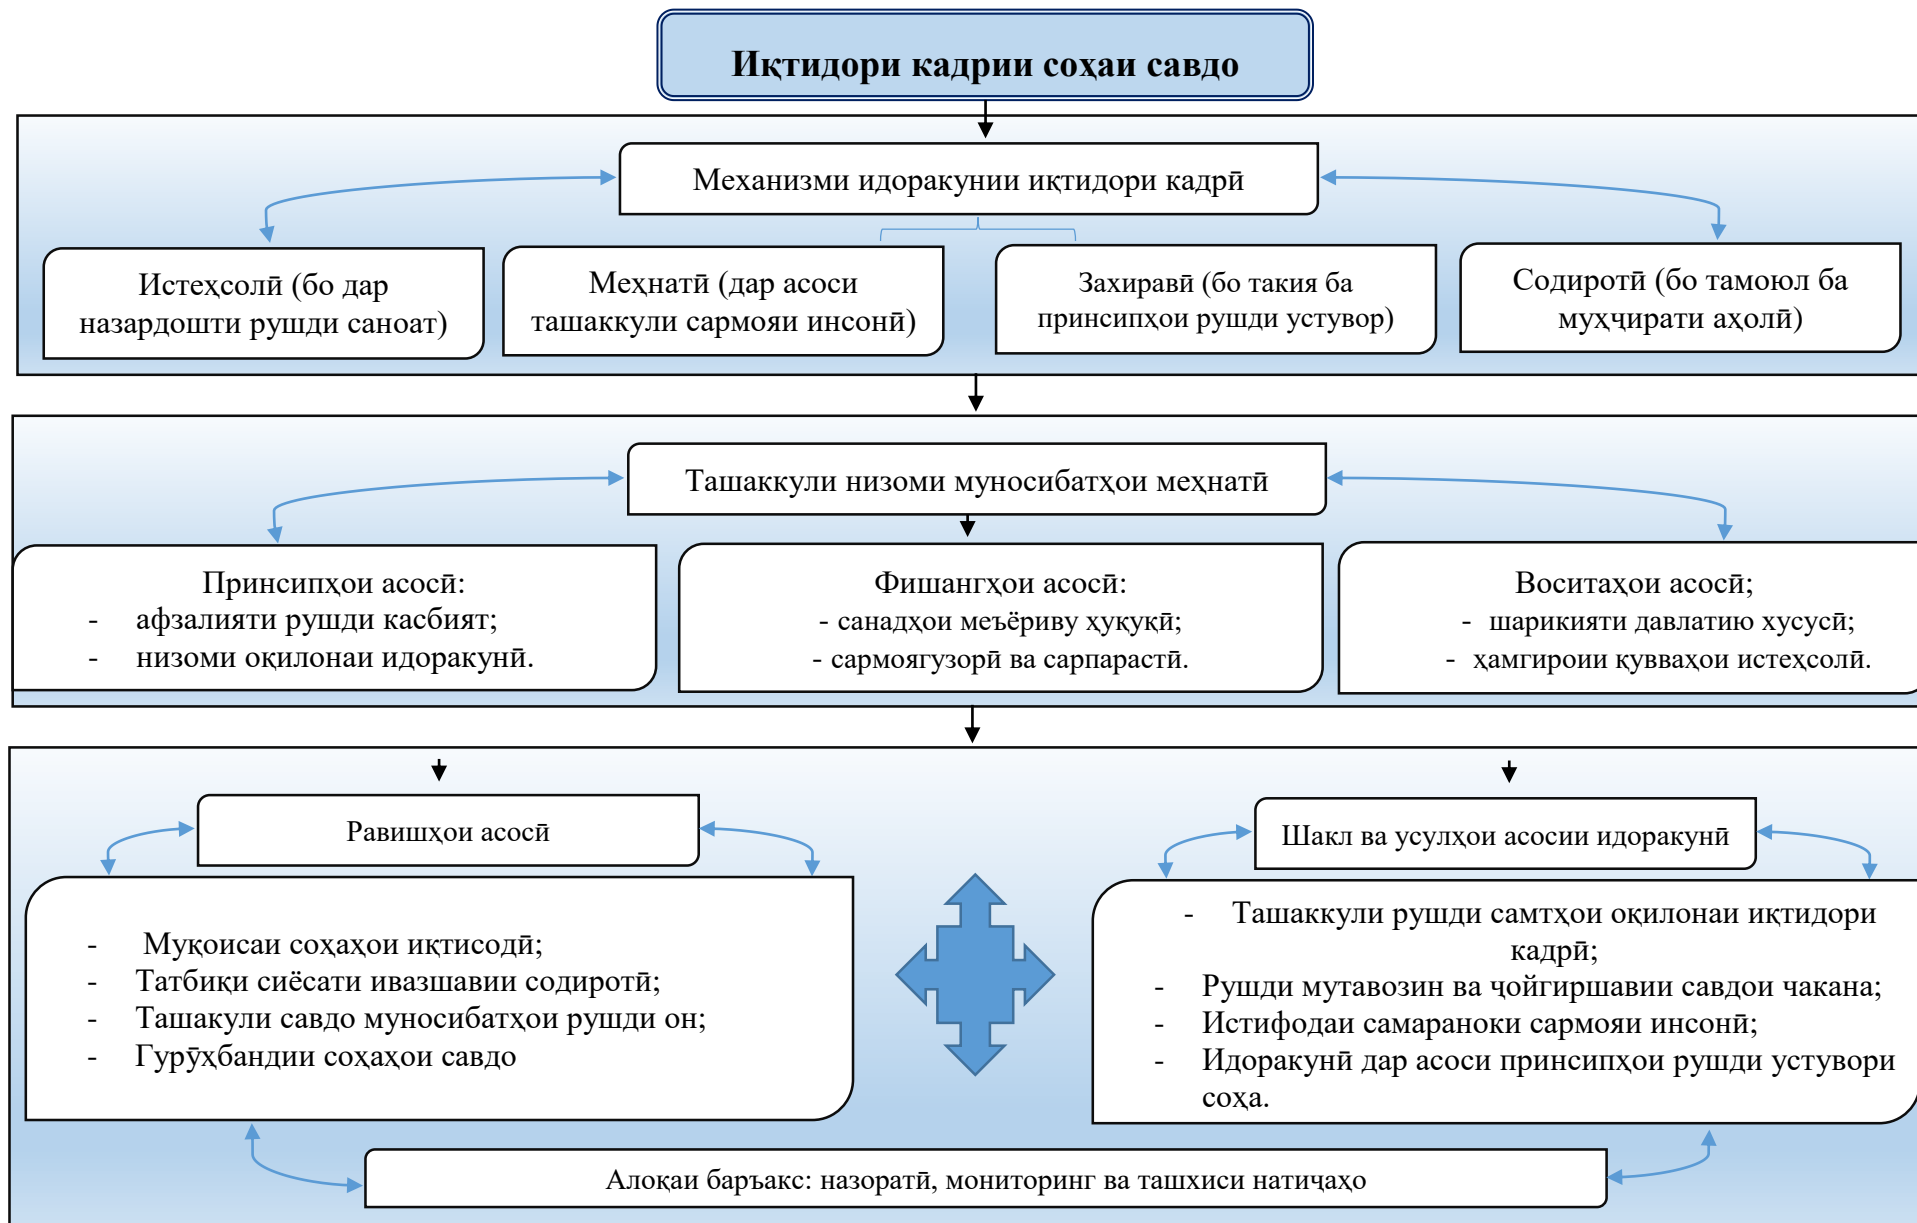 Иқтидори кадрии соҳаи савдо
Механизми идоракунии иқтидори кадрӣ
Истеҳсолӣ (бо дар
назардошти рушди саноат)
Меҳнатӣ (дар асоси
ташаккули сармояи инсонӣ)
Захиравӣ (бо такия ба
принсипҳои рушди устувор)
Содиротӣ (бо тамоюл ба
муҳҷирати аҳолӣ)
Ташаккули низоми муносибатҳои меҳнатӣ
Принсипҳои асосӣ:
- афзалияти рушди касбият;
- низоми оқилонаи идоракунӣ.
Фишангҳои асосӣ:
- санадҳои меъёриву ҳуқуқӣ;
- сармоягузорӣ ва сарпарастӣ.
Воситаҳои асосӣ;
- шарикияти давлатию хусусӣ;
- ҳамгироии қувваҳои истеҳсолӣ.
Равишҳои асосӣ
- Муқоисаи соҳаҳои иқтисодӣ;
- Татбиқи сиёсати ивазшавии содиротӣ;
- Ташакули савдо муносибатҳои рушди он;
- Гурӯҳбандии соҳаҳои савдо
Шакл ва усулҳои асосии идоракунӣ
- Ташаккули рушди самтҳои оқилонаи иқтидори
кадрӣ;
- Рушди мутавозин ва ҷойгиршавии савдои чакана;
- Истифодаи самараноки сармояи инсонӣ;
- Идоракунӣ дар асоси принсипҳои рушди устувори
соҳа.
Алоқаи баръакс: назоратӣ, мониторинг ва ташхиси натиҷаҳо